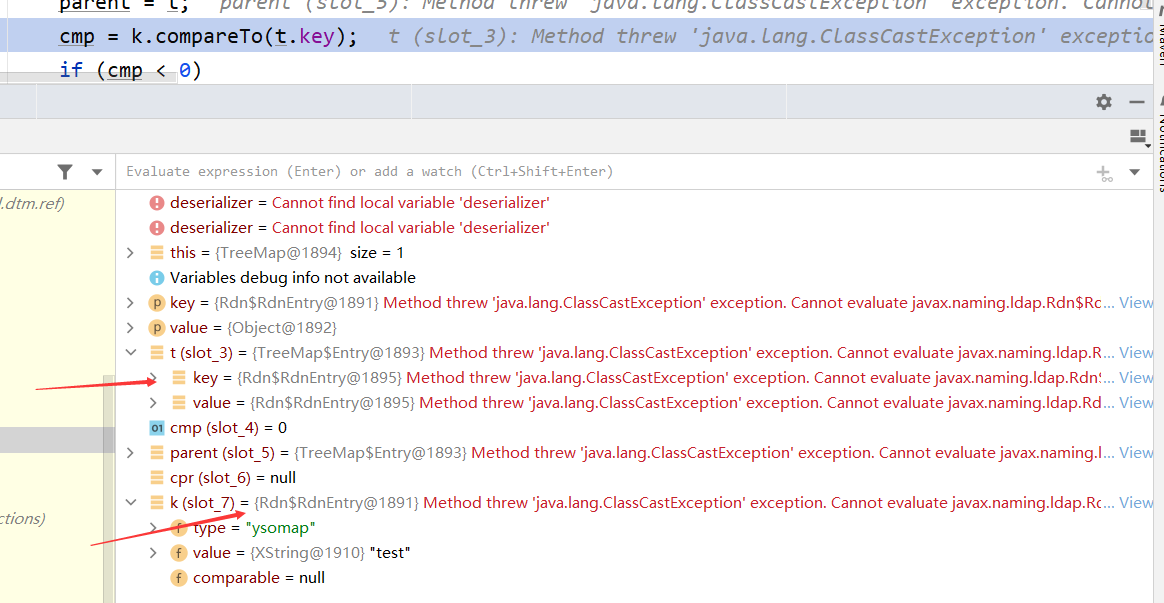 parent = t;   parent (slot_5): Method threw 'java.lang.ClassCastException' exception. Cannot
cmp = k.compareTo(t.key);   t (slot_3): Method threw 'java.lang.ClassCastException' exceptio
if (cmp < 0)
Maven
Notifications
Evaluate expression (Enter) or add a watch (Ctrl+Shift+Enter)
l.dtm.ref)
deserializer = Cannot find local variable 'deserializer'
deserializer = Cannot find local variable 'deserializer'
this = {TreeMap@1894} size = 1
Variables debug info not available
key = {Rdn$RdnEntry@1891} Method threw 'java.lang.ClassCastException' exception. Cannot evaluate javax.naming.ldap.Rdn$Rc... View
value = {Object@1892}
t (slot_3) = {TreeMap$Entry@1893} Method threw 'java.lang.ClassCastException' exception. Cannot evaluate javax.naming.ldap.R... View
key = {Rdn$RdnEntry@1895} Method threw 'java.lang.ClassCastException' exception. Cannot evaluate javax.naming.ldap.Rdn$... View
value = {Rdn$RdnEntry@1895} Method threw 'java.lang.ClassCastException' exception. Cannot evaluate javax.naming.ldap.Rd... View
01 cmp (slot_4) = 0
parent (slot_5) = {TreeMap$Entry@1893} Method threw 'java.lang.ClassCastException' exception. Cannot evaluate javax.naming.l... View
cpr (slot_6) = null
k (slot_7) = {Rdn$RdnEntry@1891} Method threw 'java.lang.ClassCastException' exception. Cannot evaluate javax.naming.ldap.Rc... View
ctions)
type = "ysomap"
value = {XString@1910} "test"
comparable = null